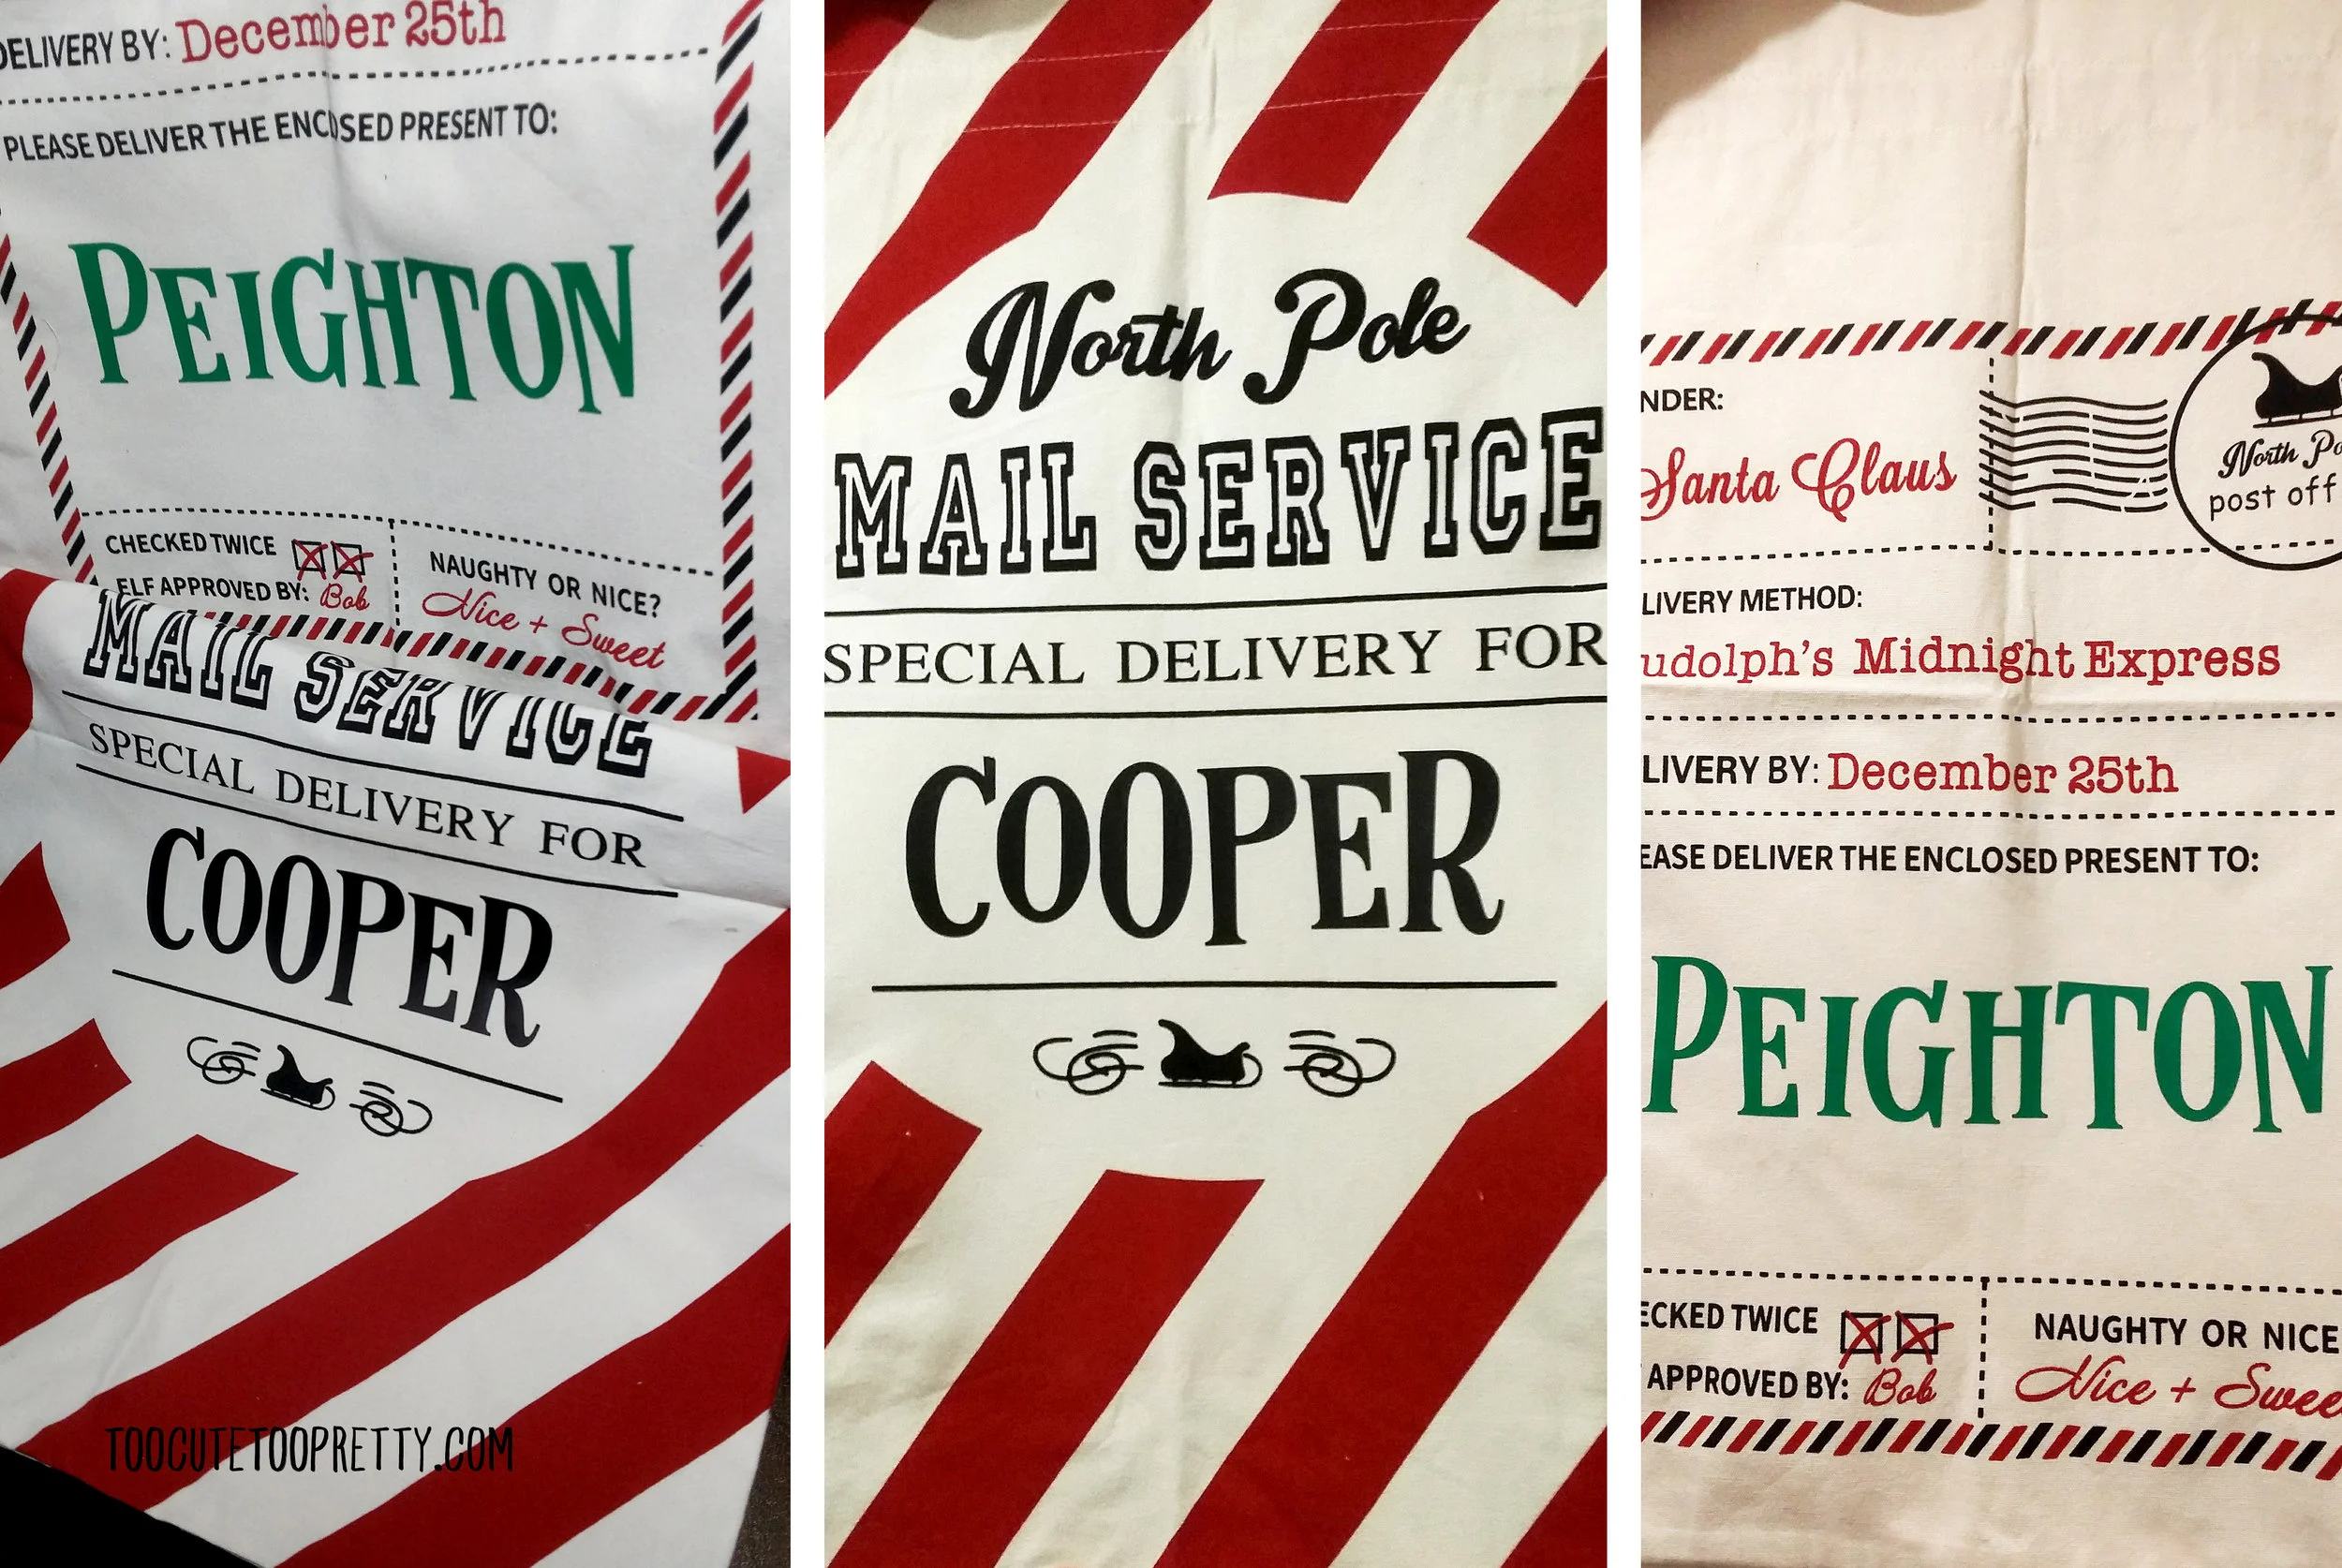 DELIVERY BY: December 25th
PLEASE DELIVER THE ENCLOSED PRESENT TO:
PEIGHTON
CHECKED TWICE
ELF APPROVED BY: Bob
NAUGHTY OR NICE?
Nice + Sweet
MAIL SERVICE
SPECIAL DELIVERY FOR
COOPER
TOOCUTETOOPRETTY.COM
North Pole
MAIL SERVICE
SPECIAL DELIVERY FOR
COOPER
NDER:
Santa Claus
North Po
post off
LIVERY METHOD:
udolph's Midnight Express
LIVERY BY: December 25th
EASE DELIVER THE ENCLOSED PRESENT TO:
PEIGHTON
ECKED TWICE
APPROVED BY: Bob
NAUGHTY OR NICE
Nice + Swee